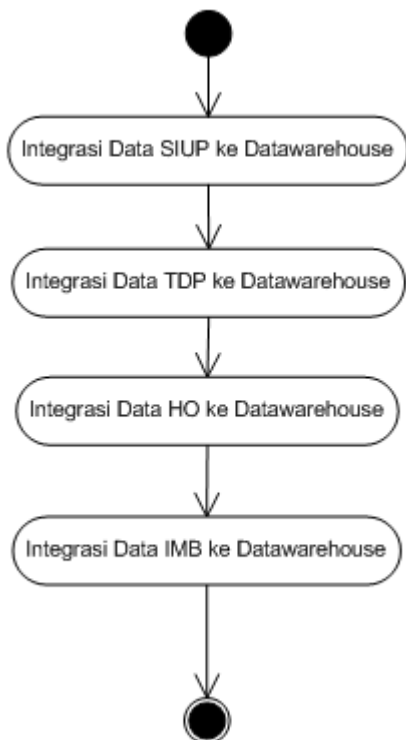 Integrasi Data SIUP ke Datawarehouse
Integrasi Data TDP ke Datawarehouse
Integrasi Data HO ke Datawarehouse
Integrasi Data IMB ke Datawarehouse